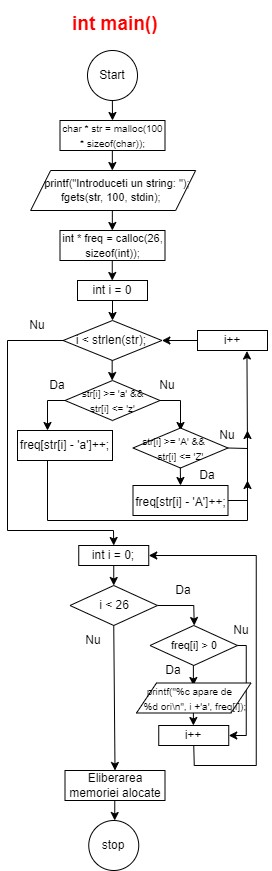 int main()
Start
char * str = malloc(100
* sizeof(char));
printf("Introduceti un string: ");
fgets(str, 100, stdin);
int * freq = calloc(26,
sizeof(int));
int i = 0
Nu
i < strlen(str);
i++
Da
str[i] >= 'a' &&
str[i] <= 'z'
Nu
freq[str[i] - 'a']++;
str[i] >= 'A' &&
str[i] <= 'Z'
Nu
Da
freq[str[i] - 'A']++;
int i = 0;
i < 26
Da
Nu
freq[i] > 0
Nu
Da
printf("%c apare de
%d ori\n", i +'a', freq[i]);
i++
Eliberarea
memoriei alocate
stop